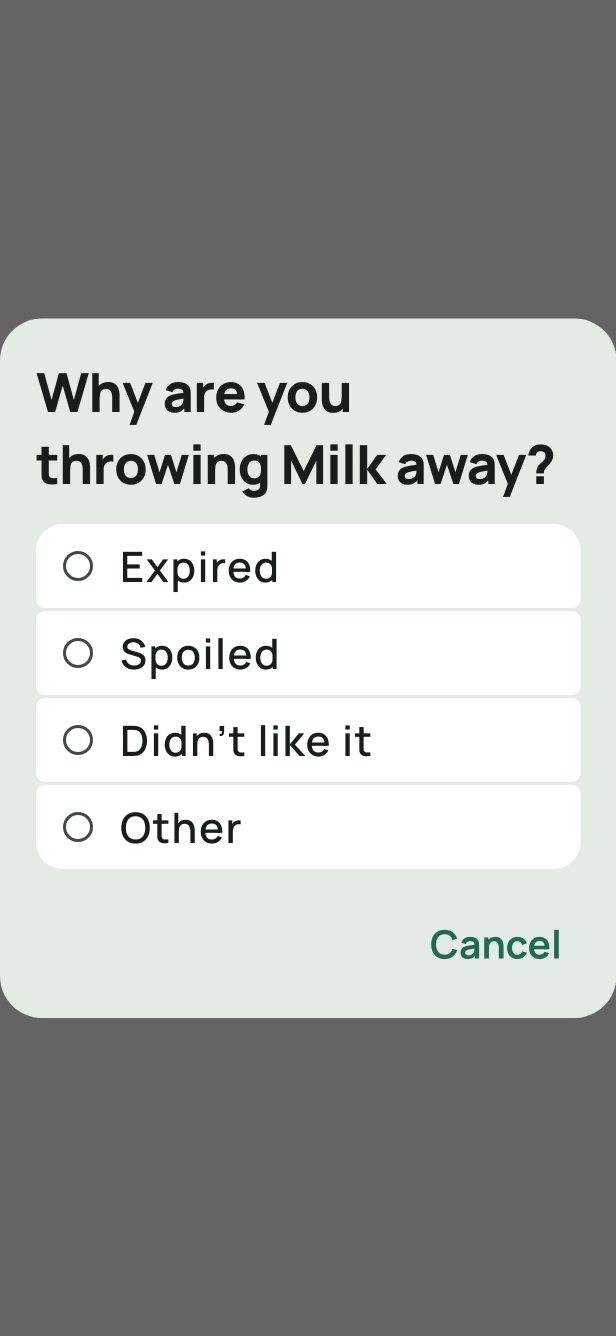 Why are you
throwing Milk away?
Expired
Spoiled
Didn’t like it
Other
Cancel